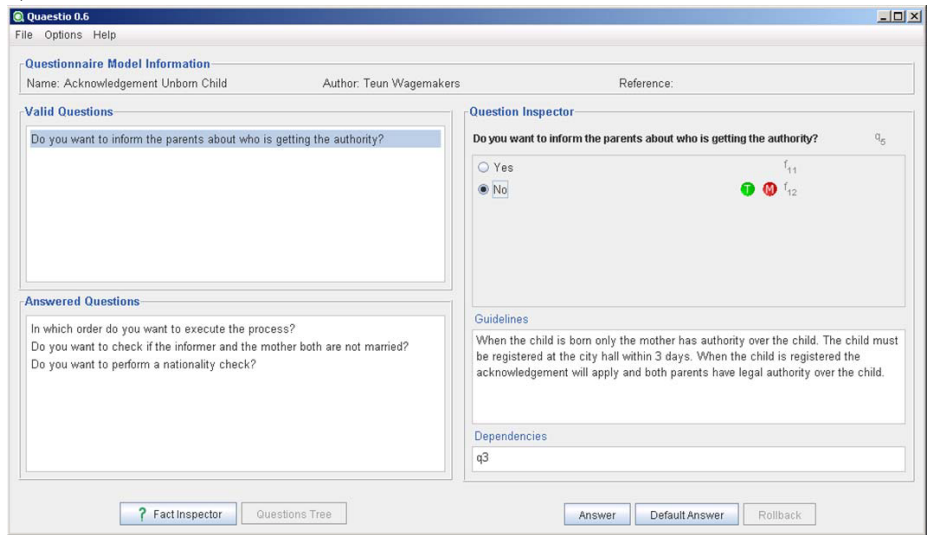 Quaestio 0.6
File Options Help
Questionnaire Model Information
Name: Acknowledgement Unborn Child Author: Teun Wagemakers Reference:
Valid Questions
Do you want to inform the parents about who is getting the authority?
Question Inspector
Do you want to inform the parents about who is getting the authority? q5
Yes f11
No T M f12
Answered Questions
In which order do you want to execute the process?
Do you want to check if the informer and the mother both are not married?
Do you want to perform a nationality check?
Guidelines
When the child is born only the mother has authority over the child. The child must
be registered at the city hall within 3 days. When the child is registered the
acknowledgement will apply and both parents have legal authority over the child.
Dependencies
q3
? Fact Inspector Questions Tree
Answer Default Answer Rollback